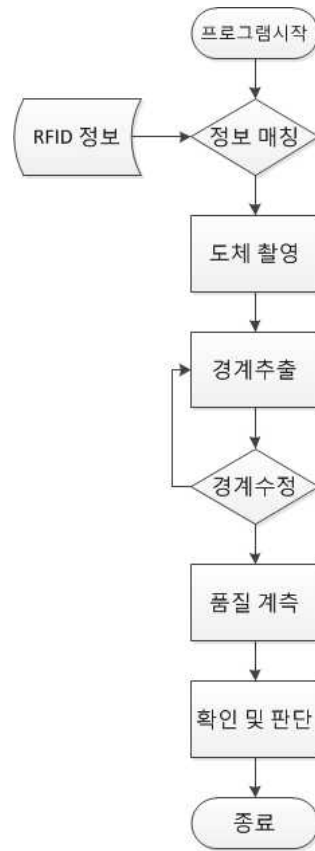 프로그램시작
RFID 정보
정보 매칭
도체 촬영
경계추출
경계수정
품질 계측
확인 및 판단
종료